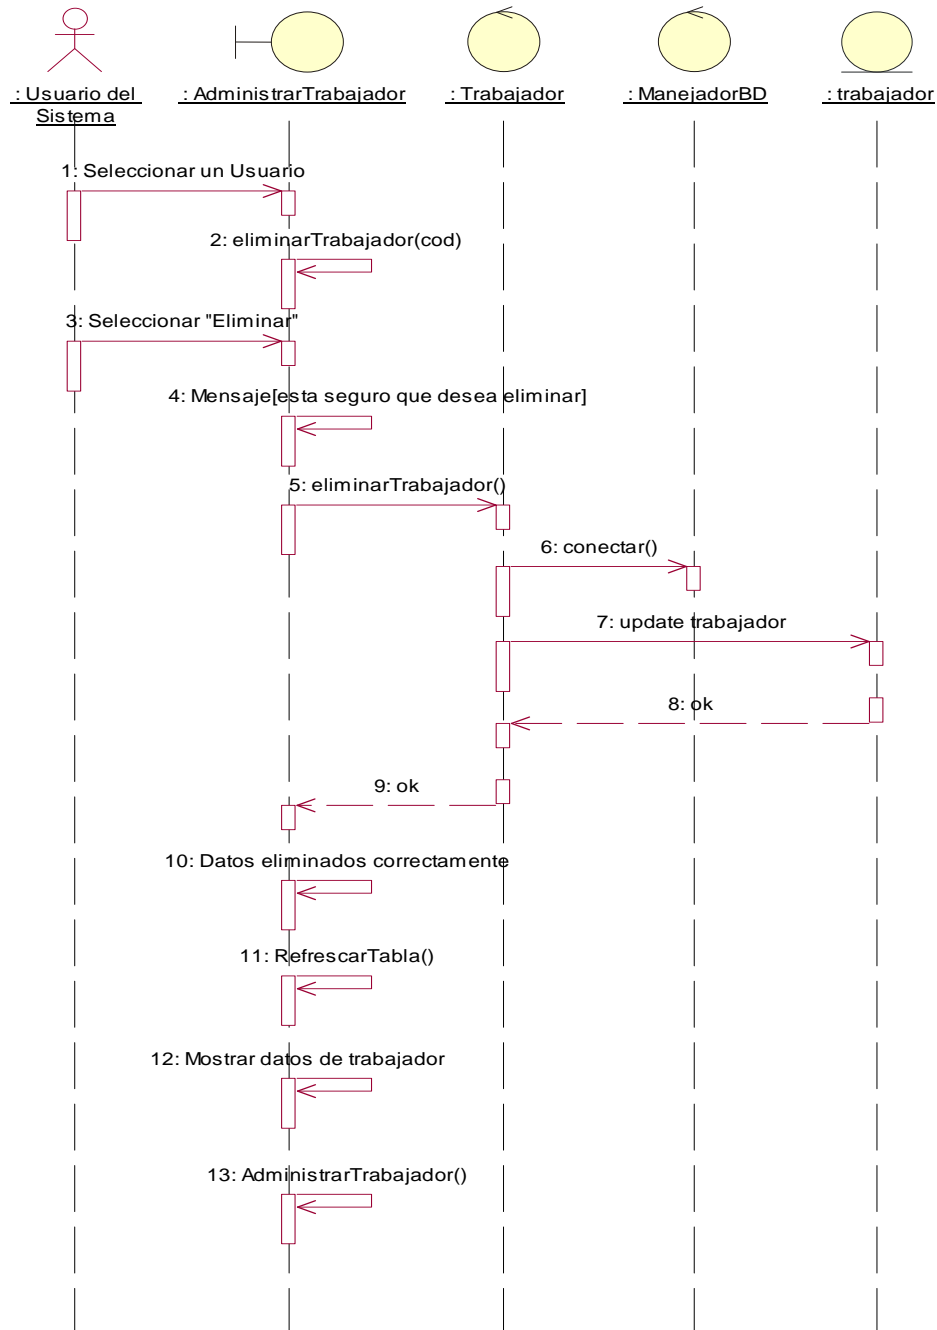 : Usuario del
Sistema
: AdministrarTrabajador
: Trabajador
: ManejadorBD
: trabajador
1: Seleccionar un Usuario
2: eliminarTrabajador(cod)
3: Seleccionar "Eliminar"
4: Mensaje[esta seguro que desea eliminar]
5: eliminarTrabajador()
6: conectar()
7: update trabajador
8: ok
9: ok
10: Datos eliminados correctamente
11: RefrescarTabla()
12: Mostrar datos de trabajador
13: AdministrarTrabajador()